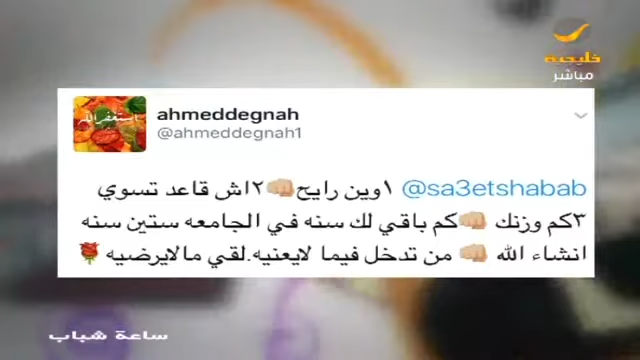 خليجية
مباشر
ahmeddegnah
@ahmeddegnah1
استغفرالله
@sa3etshabab ١وين رايح👊🏼٢اش قاعد تسوي
٣كم وزنك 👊🏼كم باقي لك سنه في الجامعه ستين سنه
انشاء الله 👊🏼 من تدخل فيما لايعنيه.لقي مالايرضيه🌹
ساعة شباب